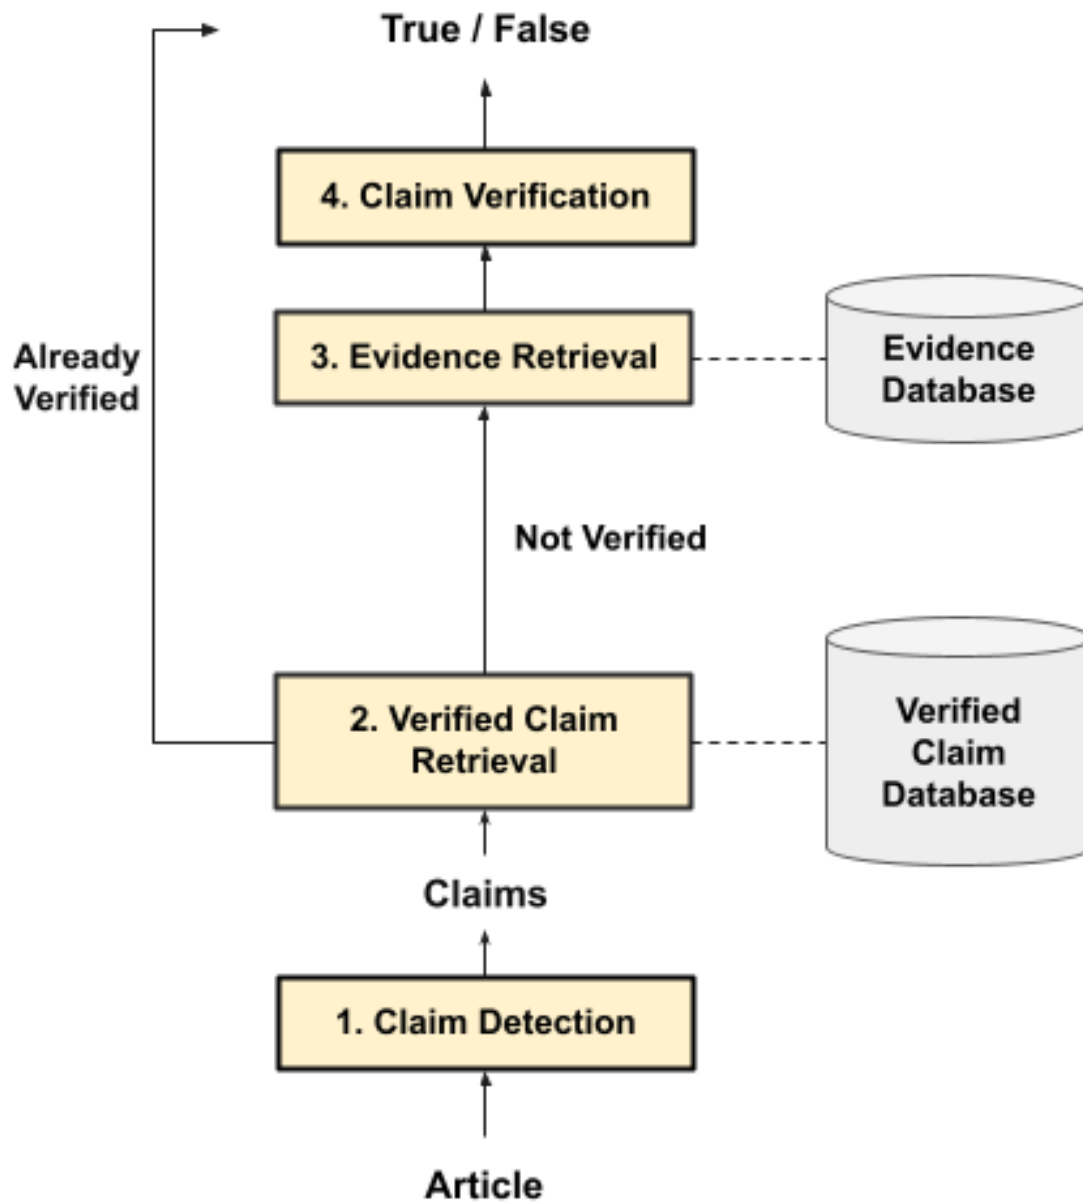 True / False
4. Claim Verification
3. Evidence Retrieval
Evidence
Database
Already
Verified
Not Verified
2. Verified Claim
Retrieval
Verified
Claim
Database
Claims
1. Claim Detection
Article